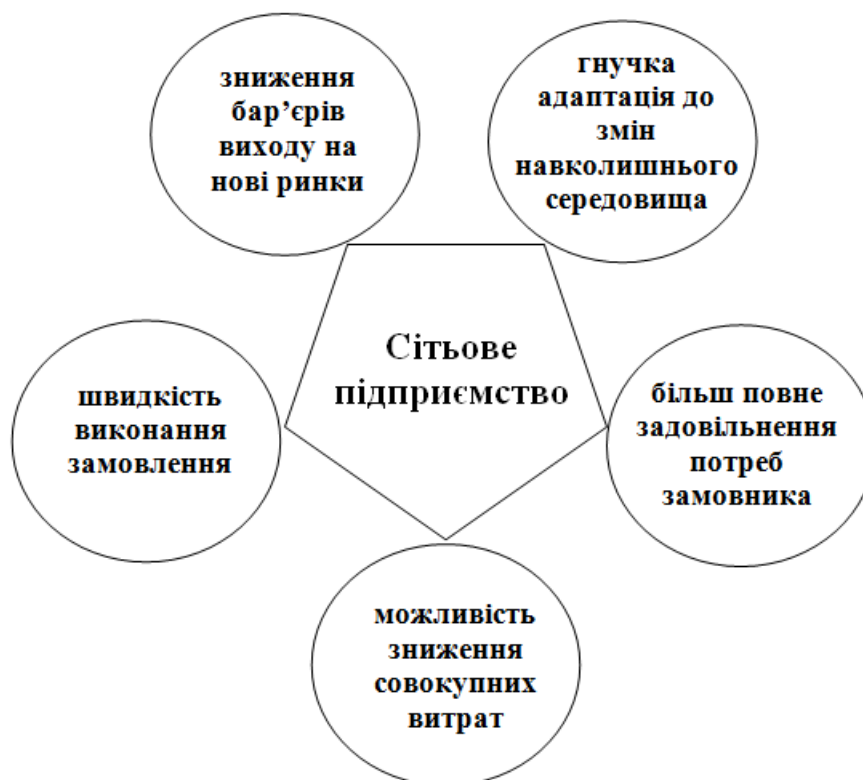 зниження
бар’єрів
виходу на
нові ринки
гнучка
адаптація до
змін
навколишнього
середовища
Сітьове
підприємство
швидкість
виконання
замовлення
більш повне
задовільнення
потреб
замовника
можливість
зниження
совокупних
витрат